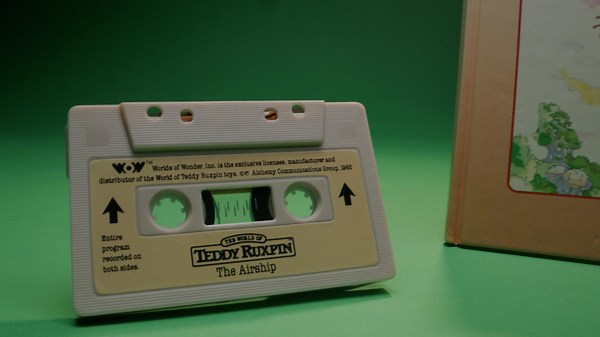 WOW™ Worlds of Wonder, Inc. is the exclusive licensee, manufacturer and
distributor of the World of Teddy Ruxpin toys. ©℗ Alchemy Communications Group, 1985
Entire
program
recorded on
both sides.
THE WORLD OF
TEDDY RUXPIN
The Airship